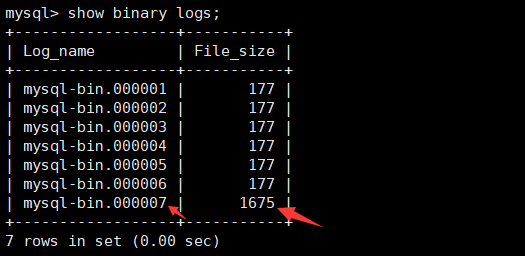 mysql> show binary logs;
+------------------+-----------+
| Log_name         | File_size |
+------------------+-----------+
| mysql-bin.000001 |       177 |
| mysql-bin.000002 |       177 |
| mysql-bin.000003 |       177 |
| mysql-bin.000004 |       177 |
| mysql-bin.000005 |       177 |
| mysql-bin.000006 |       177 |
| mysql-bin.000007 |      1675 |
+------------------+-----------+
7 rows in set (0.00 sec)